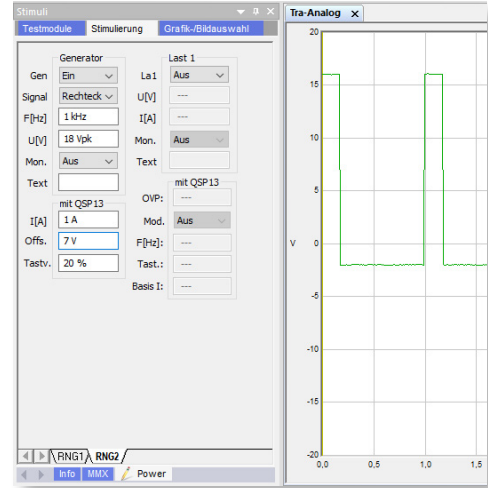 Stimuli
Testmodule Stimulierung Grafik-/Bildauswahl
Generator
Gen Ein
Signal Rechteck
F[Hz] 1 kHz
U[V] 18 Vpk
Mon. Aus
Text
mit QSP13
I[A] 1 A
Offs. 7 V
Tastv. 20 %
Last 1
La1 Aus
U[V] ---
I[A] ---
Mon. Aus
Text
mit QSP13
OVP: ---
Mod. Aus
F[Hz]: ---
Tast.: ---
Basis I: ---
RNG1 RNG2
Info MMX Power
Tra-Analog x
20
15
10
5
V 0
-5
-10
-15
-20
0,0 0,5 1,0 1,5